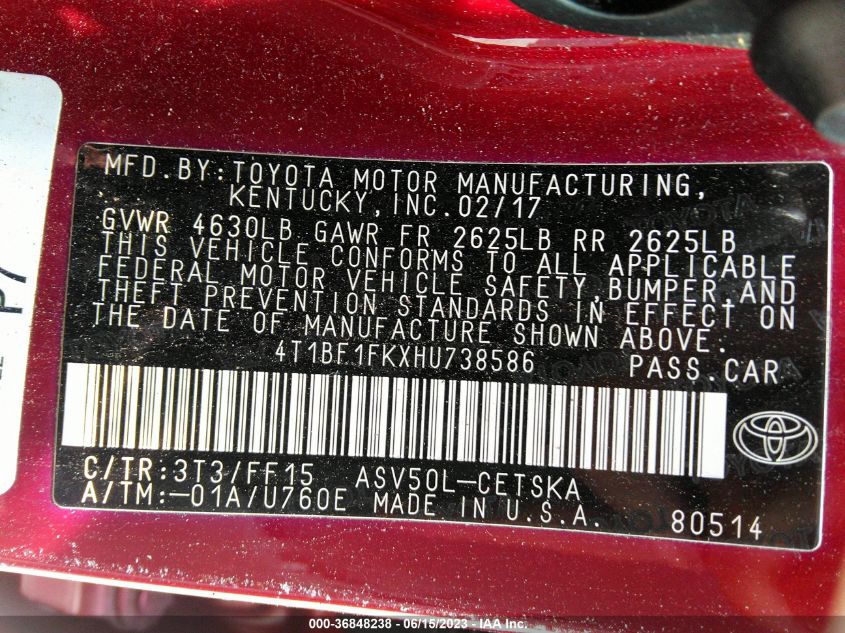 MFD.BY:TOYOTA MOTOR MANUFACTURING,
KENTUCKY,INC.02/17
GVWR 4630LB GAWR FR 2625LB RR 2625LB
THIS VEHICLE CONFORMS TO ALL APPLICABLE
FEDERAL MOTOR VEHICLE SAFETY,BUMPER,AND
THEFT PREVENTION STANDARDS IN EFFECT ON
THE DATE OF MANUFACTURE SHOWN ABOVE.
4T1BF1FKXHU738586 PASS.CAR
C/TR:3T3/FF15 ASV50L-CETSKA
A/TM:-01A/U760E MADE IN U.S.A. 80514
000-36848238 - 06/15/2023 - IAA Inc.